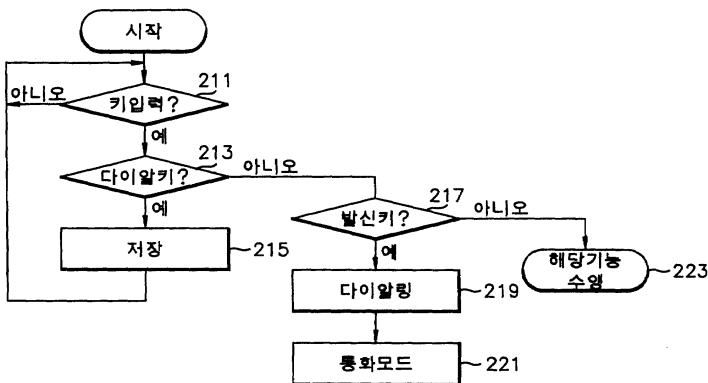 시작
211
아니오
키입력?
예
213
다이알키?
아니오
예
217
발신키?
아니오
저장
215
예
해당기능
수행
223
다이알링
219
통화모드
221